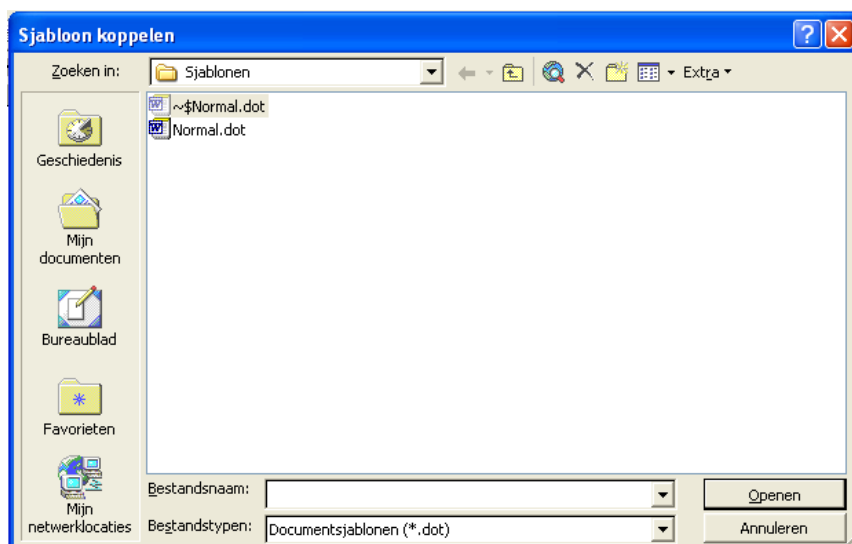 Sjabloon koppelen
Zoeken in:
Sjablonen
Extra
~$Normal.dot
Normal.dot
Geschiedenis
Mijn
documenten
Bureaublad
Favorieten
Mijn
netwerklocaties
Bestandsnaam:
Openen
Bestandstypen:
Documentsjablonen (*.dot)
Annuleren